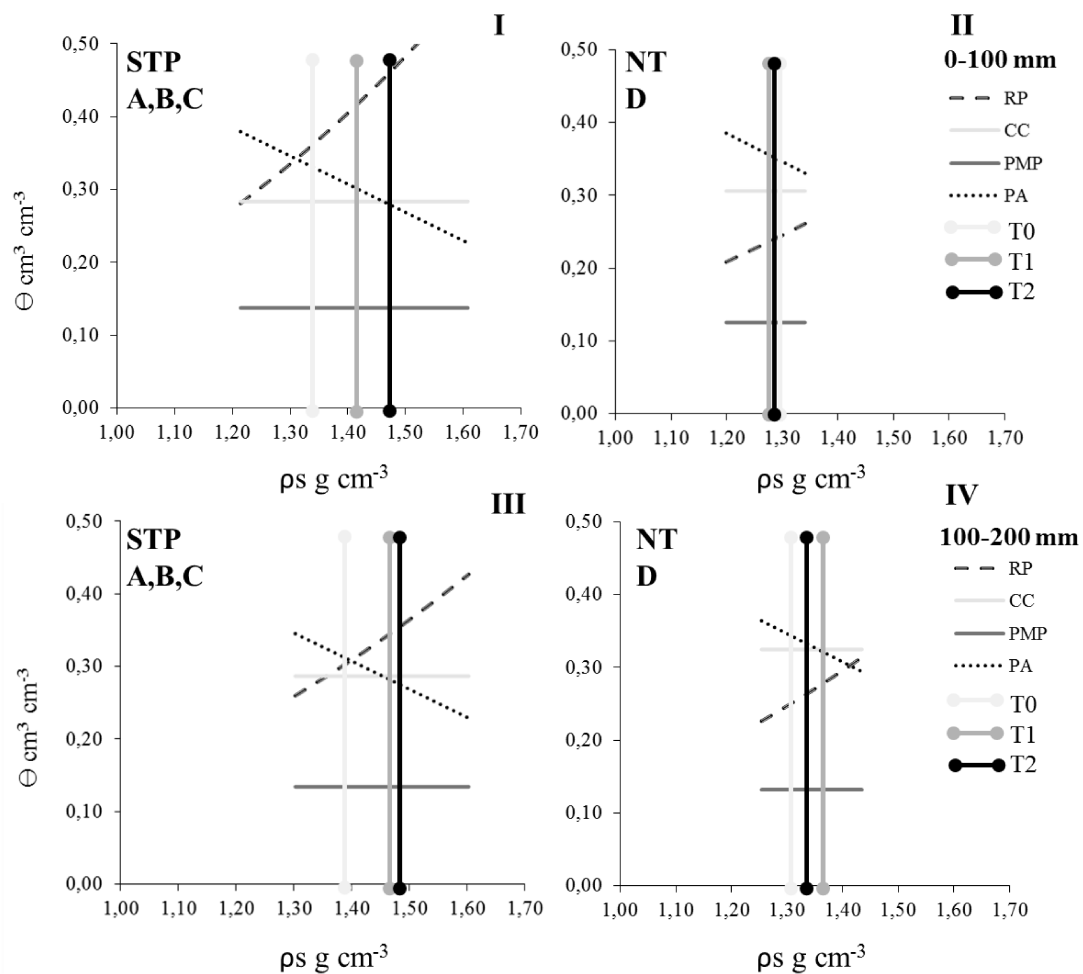 I
STP
A,B,C
0,50
0,40
0,30
0,20
0,10
0,00
1,00 1,10 1,20 1,30 1,40 1,50 1,60 1,70
ϴ cm³ cm⁻³
ρs g cm⁻³
II
0-100 mm
NT
D
0,50
0,40
0,30
0,20
0,10
0,00
1,00 1,10 1,20 1,30 1,40 1,50 1,60 1,70
ρs g cm⁻³
RP
CC
PMP
PA
T0
T1
T2
III
STP
A,B,C
0,50
0,40
0,30
0,20
0,10
0,00
1,00 1,10 1,20 1,30 1,40 1,50 1,60 1,70
ϴ cm³ cm⁻³
ρs g cm⁻³
IV
100-200 mm
NT
D
0,50
0,40
0,30
0,20
0,10
0,00
1,00 1,10 1,20 1,30 1,40 1,50 1,60 1,70
ρs g cm⁻³
RP
CC
PMP
PA
T0
T1
T2